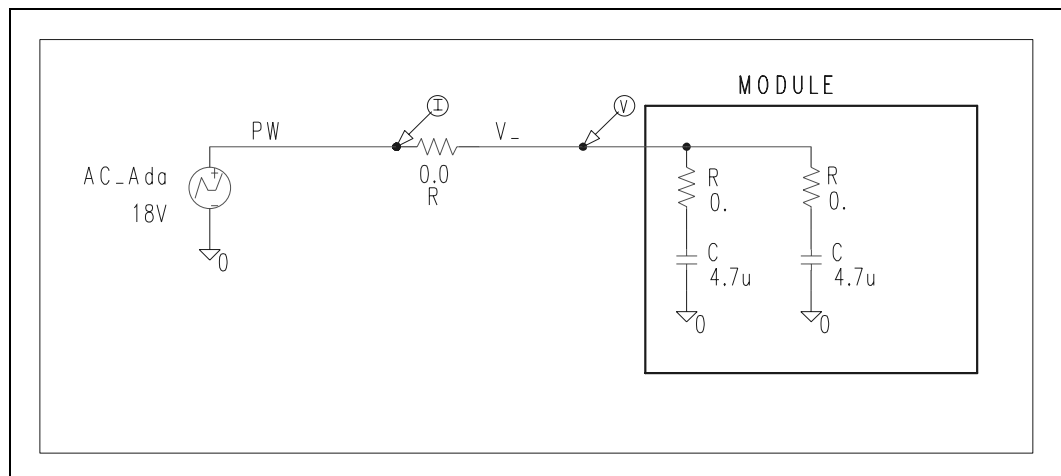 MODULE
I
V
PW
V_
AC_Ada
18V
+
-
0
0.0
R
R
0.
R
0.
C
4.7u
C
4.7u
0
0